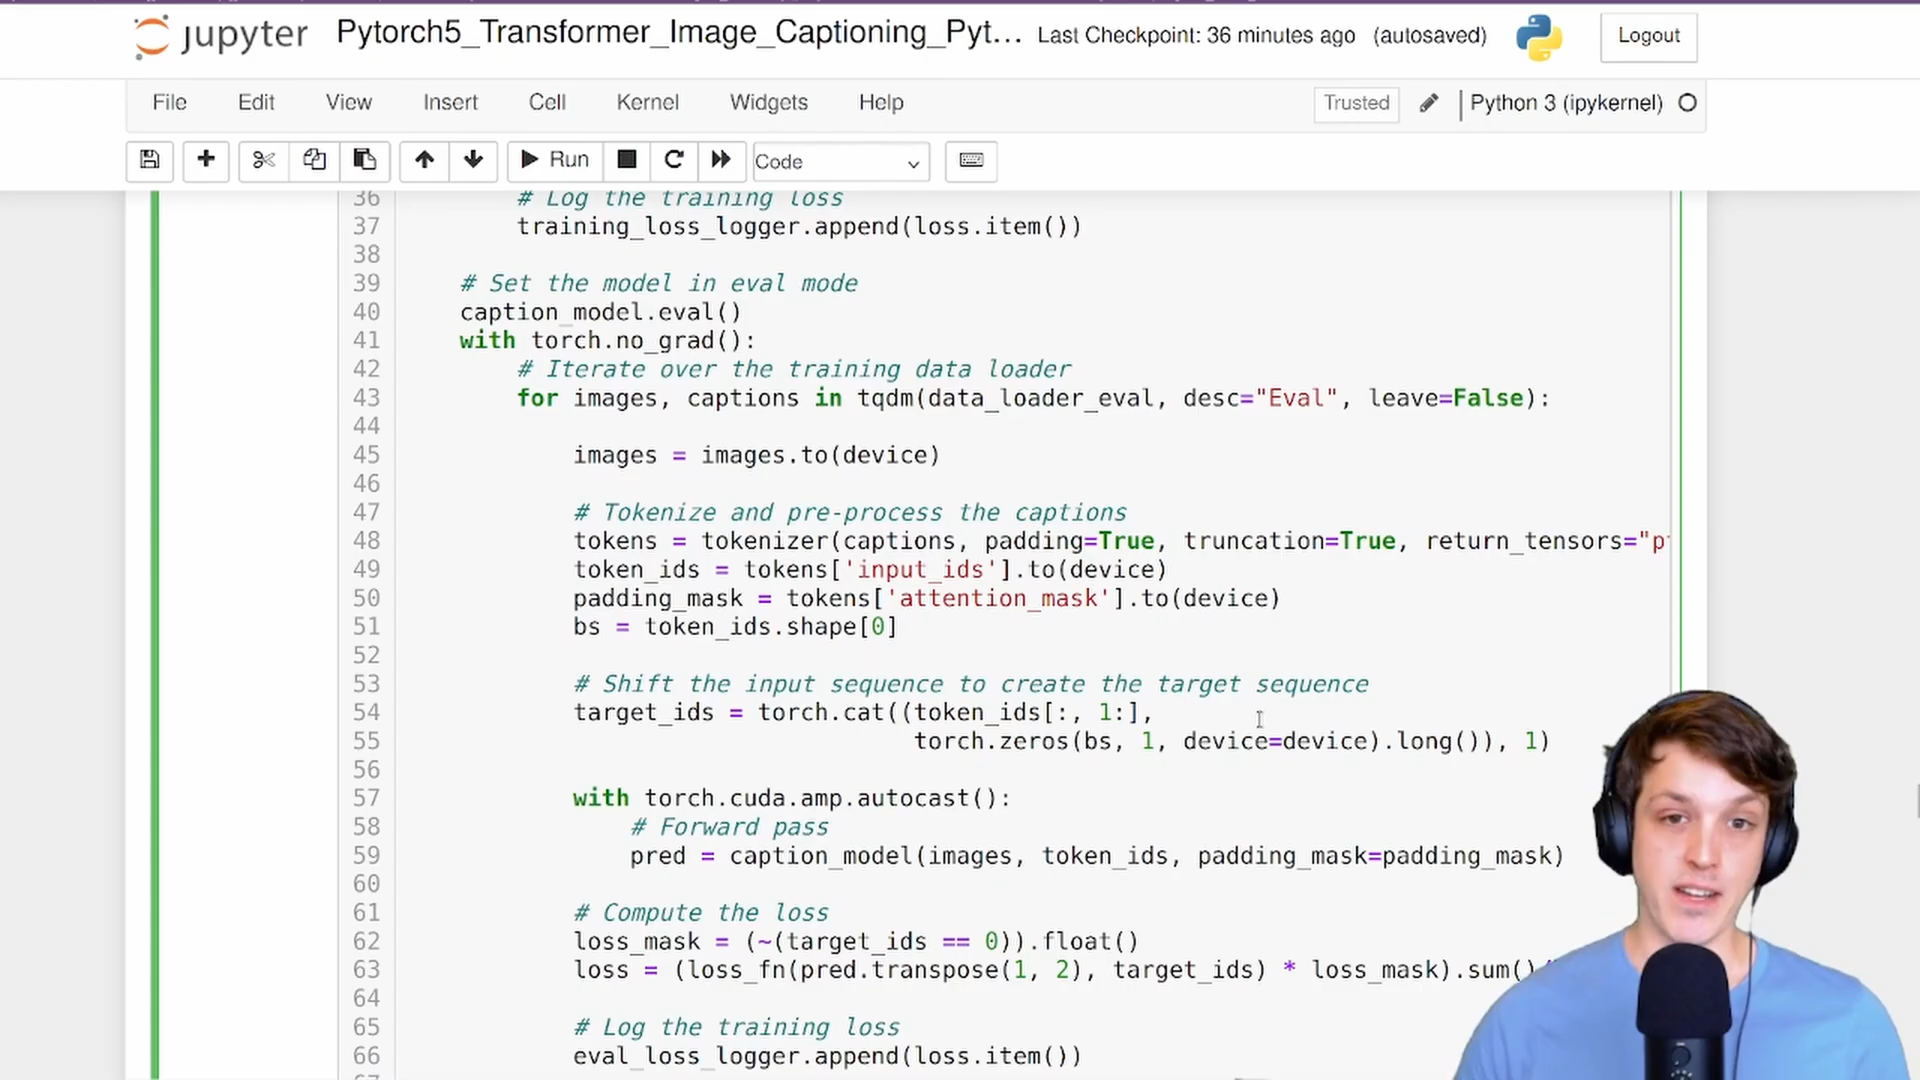 jupyter Pytorch5_Transformer_Image_Captioning_Pyt... Last Checkpoint: 36 minutes ago (autosaved) Logout
File Edit View Insert Cell Kernel Widgets Help Trusted Python 3 (ipykernel)
Run Code
36 # Log the training loss
37 training_loss_logger.append(loss.item())
38
39 # Set the model in eval mode
40 caption_model.eval()
41 with torch.no_grad():
42 # Iterate over the training data loader
43 for images, captions in tqdm(data_loader_eval, desc="Eval", leave=False):
44
45 images = images.to(device)
46
47 # Tokenize and pre-process the captions
48 tokens = tokenizer(captions, padding=True, truncation=True, return_tensors="p
49 token_ids = tokens['input_ids'].to(device)
50 padding_mask = tokens['attention_mask'].to(device)
51 bs = token_ids.shape[0]
52
53 # Shift the input sequence to create the target sequence
54 target_ids = torch.cat((token_ids[:, 1:],
55 torch.zeros(bs, 1, device=device).long()), 1)
56
57 with torch.cuda.amp.autocast():
58 # Forward pass
59 pred = caption_model(images, token_ids, padding_mask=padding_mask)
60
61 # Compute the loss
62 loss_mask = (~(target_ids == 0)).float()
63 loss = (loss_fn(pred.transpose(1, 2), target_ids) * loss_mask).sum()/
64
65 # Log the training loss
66 eval_loss_logger.append(loss.item())